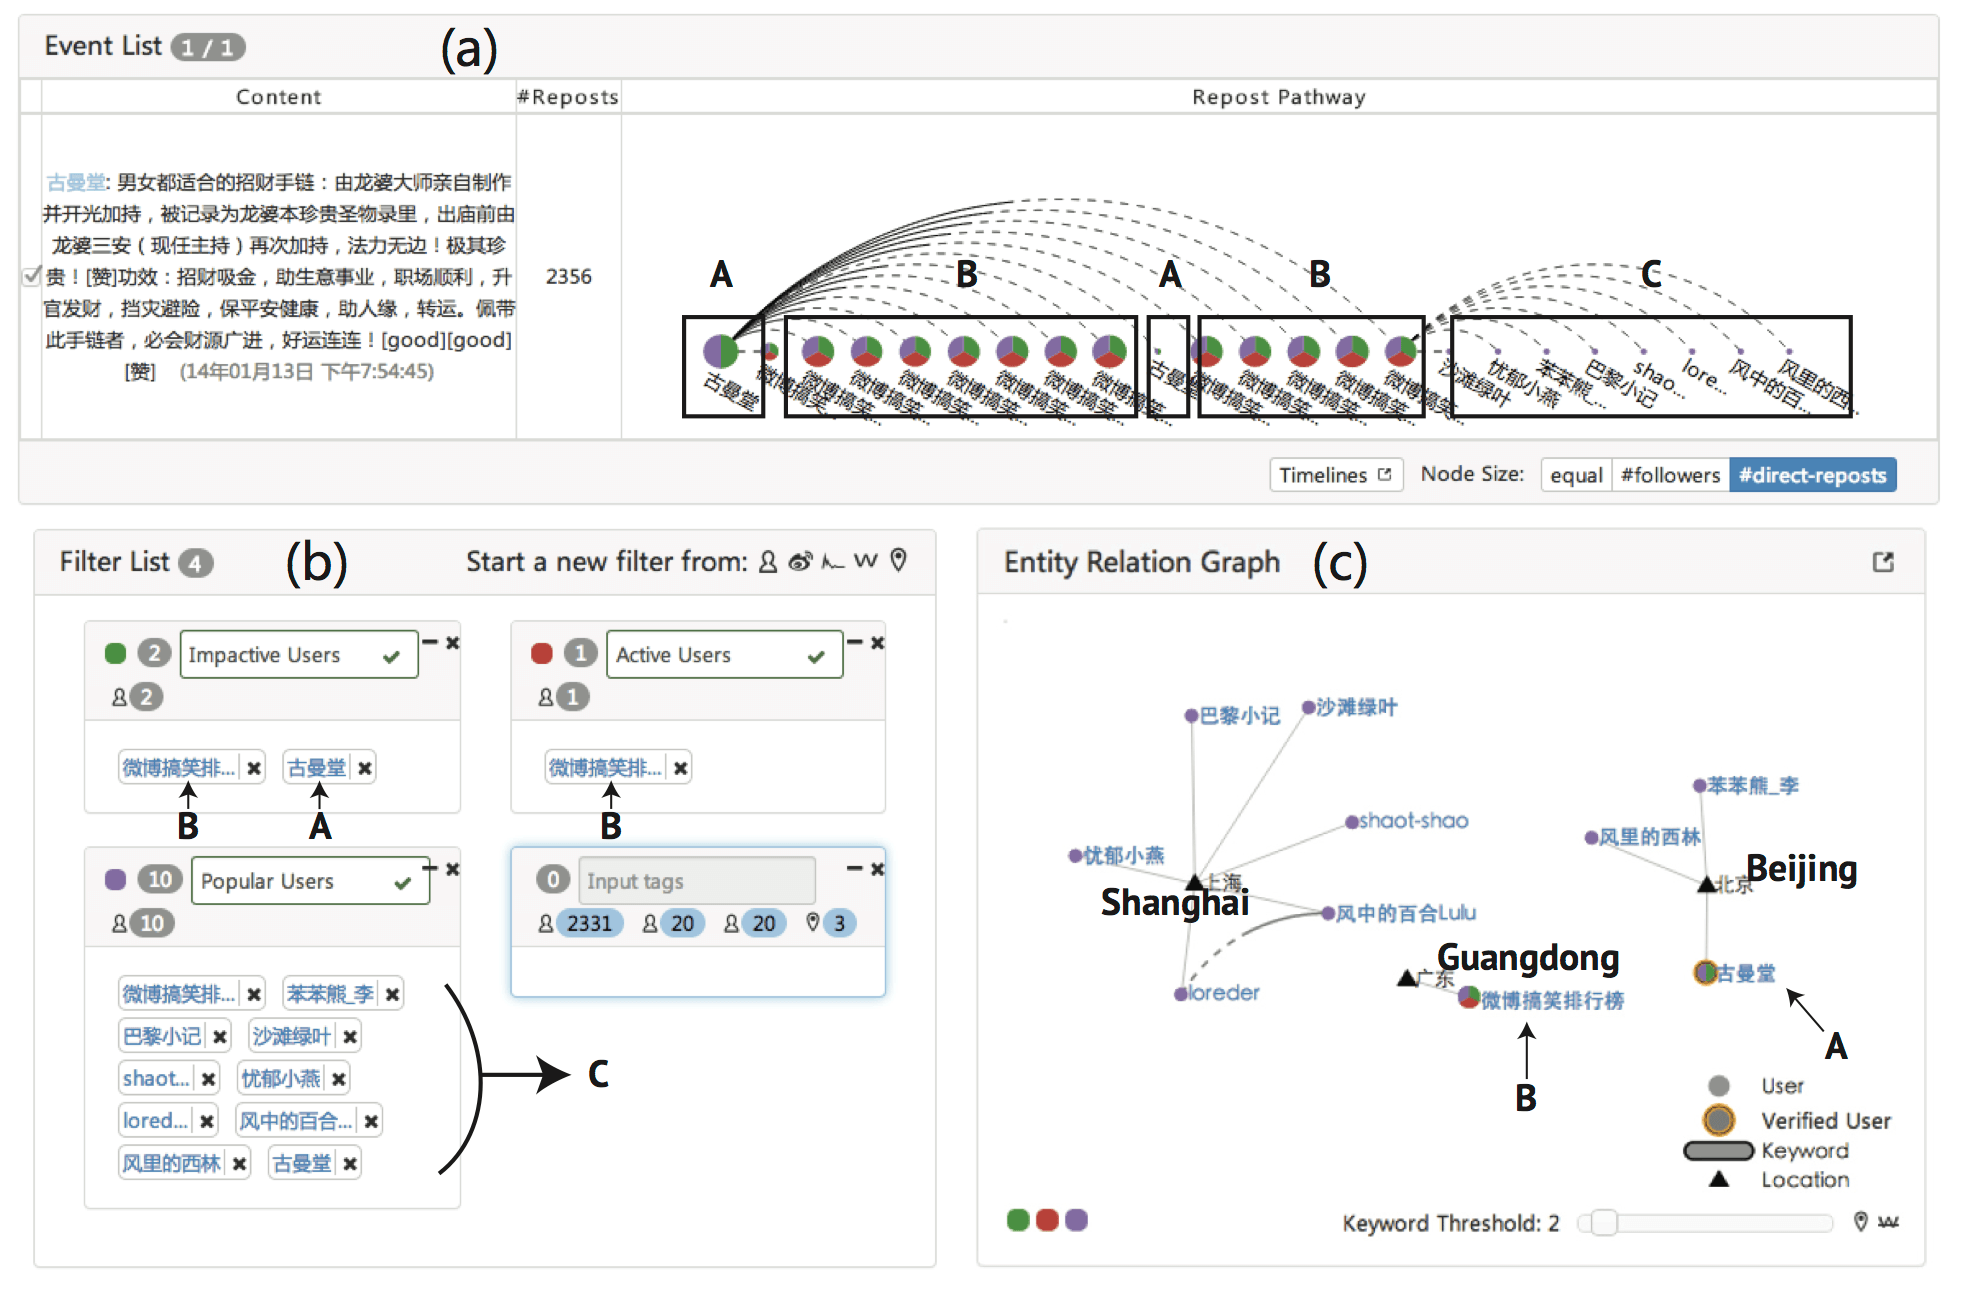 Event List 1 / 1
(a)
Content
#Reposts
Repost Pathway
古曼堂: 男女都适合的招财手链：由龙婆大师亲自制作
并开光加持，被记录为龙婆本珍贵圣物录里，出庙前由
龙婆三安（现任主持）再次加持，法力无边！极其珍
贵！[赞]功效：招财吸金，助生意事业，职场顺利，升
官发财，挡灾避险，保平安健康，助人缘，转运。佩带
此手链者，必会财源广进，好运连连！[good][good]
[赞] (14年01月13日 下午7:54:45)
2356
A
B
A
B
C
古曼堂
微博搞笑...
微博搞笑...
微博搞笑...
微博搞笑...
微博搞笑...
微博搞笑...
微博搞笑...
微博搞笑...
古曼堂
微博搞笑...
微博搞笑...
微博搞笑...
微博搞笑...
微博搞笑...
沙滩绿叶
忧郁小燕
苯苯熊_...
巴黎小记
shao...
lore...
风中的百...
风里的西...
Timelines
Node Size:
equal
#followers
#direct-reposts
Filter List 4
(b)
Start a new filter from:
2
Impactive Users
2
微博搞笑排...
古曼堂
B
A
1
Active Users
1
微博搞笑排...
B
10
Popular Users
10
微博搞笑排...
苯苯熊_李
巴黎小记
沙滩绿叶
shaot...
忧郁小燕
lored...
风中的百合...
风里的西林
古曼堂
C
0
Input tags
2331
20
20
3
Entity Relation Graph
(c)
巴黎小记
沙滩绿叶
shaot-shao
忧郁小燕
上海
Shanghai
风中的百合Lulu
loreder
苯苯熊_李
风里的西林
北京
Beijing
古曼堂
A
Guangdong
广东
微博搞笑排行榜
B
User
Verified User
Keyword
Location
Keyword Threshold: 2